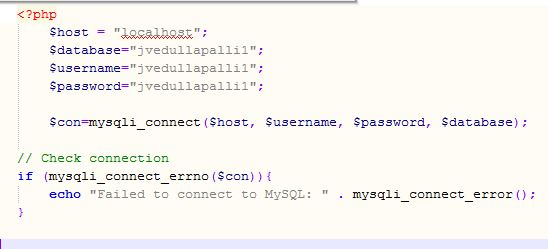 <?php
$host = "localhost";
$database="jvedullapalli1";
$username="jvedullapalli1";
$password="jvedullapalli1";
$con=mysqli_connect($host, $username, $password, $database);
// Check connection
if (mysqli_connect_errno($con)){
echo "Failed to connect to MySQL: " . mysqli_connect_error();
}